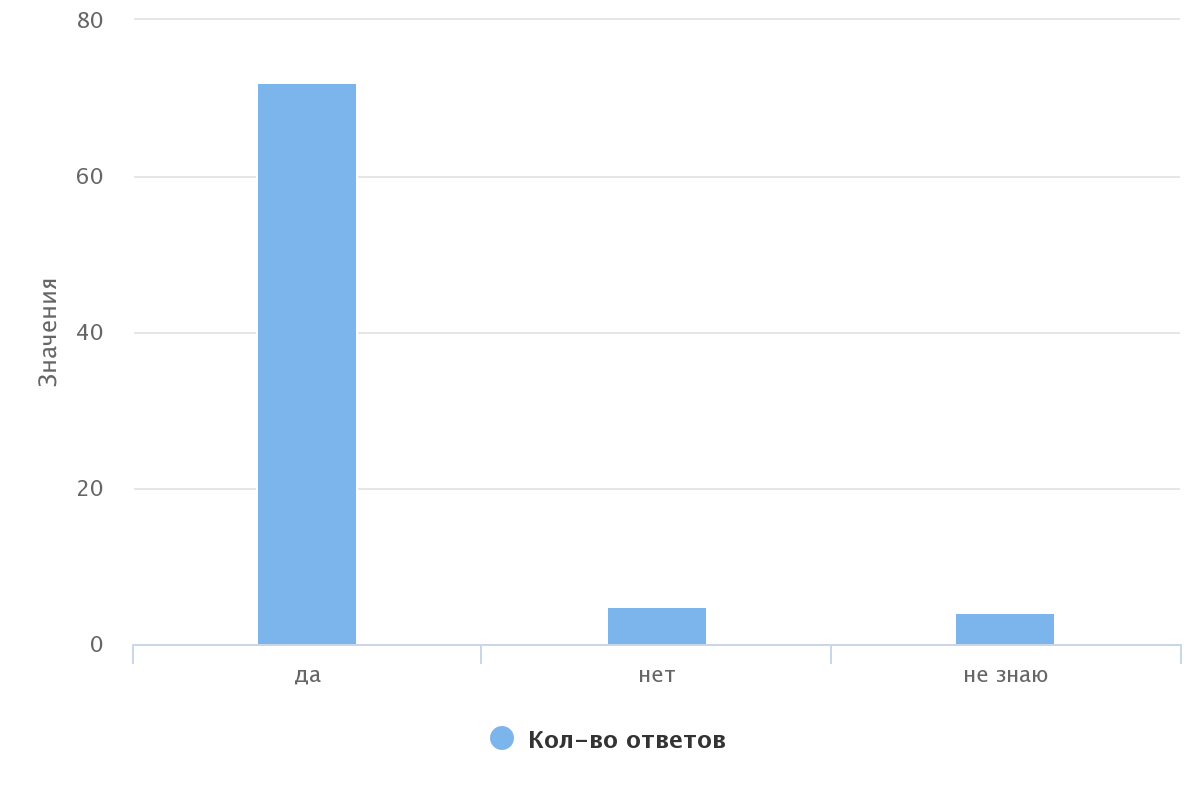 80
60
40
20
0
Значения
да
нет
не знаю
Кол-во ответов